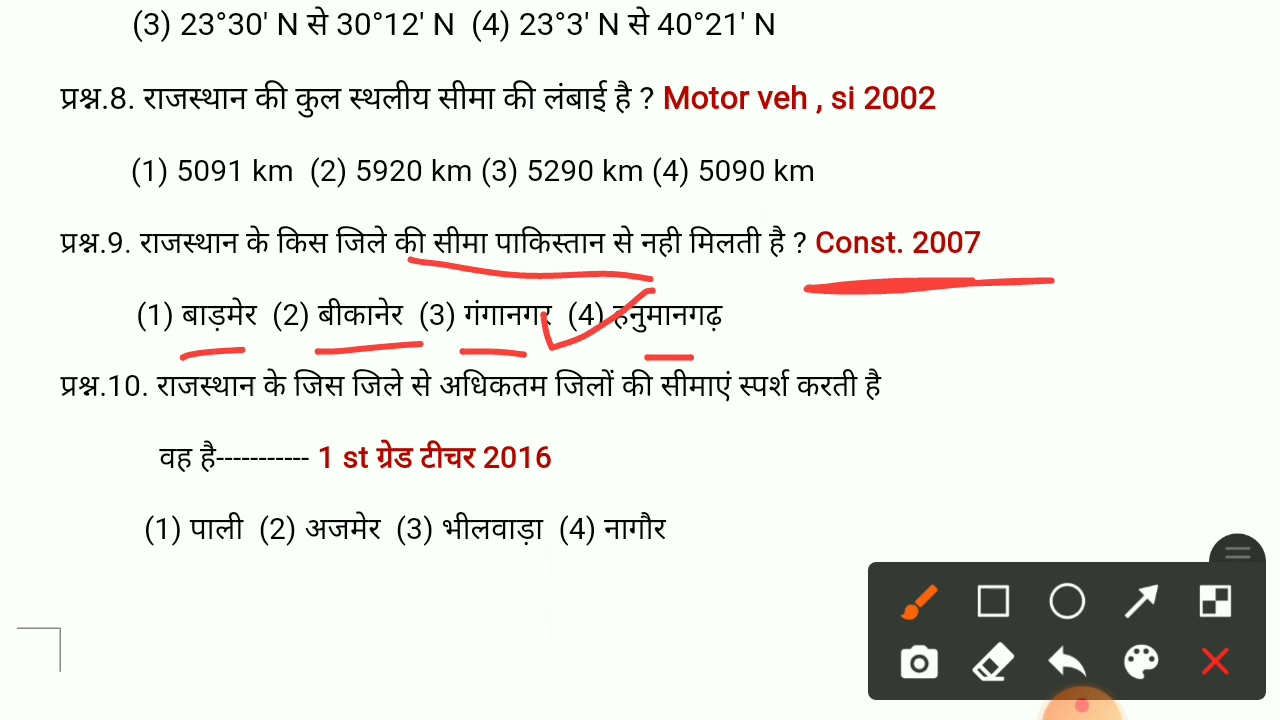 (3) 23°30' N से 30°12' N (4) 23°3' N से 40°21' N
प्रश्न.8. राजस्थान की कुल स्थलीय सीमा की लंबाई है ? Motor veh , si 2002
(1) 5091 km (2) 5920 km (3) 5290 km (4) 5090 km
प्रश्न.9. राजस्थान के किस जिले की सीमा पाकिस्तान से नही मिलती है ? Const. 2007
(1) बाड़मेर (2) बीकानेर (3) गंगानगर (4) हनुमानगढ़
प्रश्न.10. राजस्थान के जिस जिले से अधिकतम जिलों की सीमाएं स्पर्श करती है
वह है----------- 1 st ग्रेड टीचर 2016
(1) पाली (2) अजमेर (3) भीलवाड़ा (4) नागौर